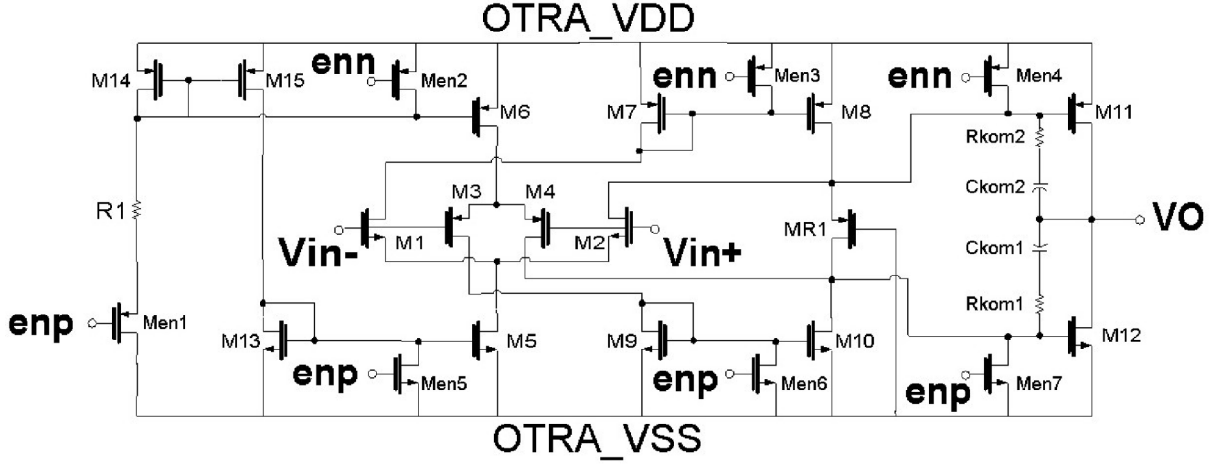 OTRA_VDD
M14
M15
enn
Men2
M6
M7
enn
Men3
M8
enn
Men4
M11
Rkom2
Ckom2
R1
M3
M4
Vin-
M1
M2
Vin+
MR1
VO
Ckom1
Rkom1
enp
Men1
M13
enp
Men5
M5
M9
enp
Men6
M10
enp
Men7
M12
OTRA_VSS